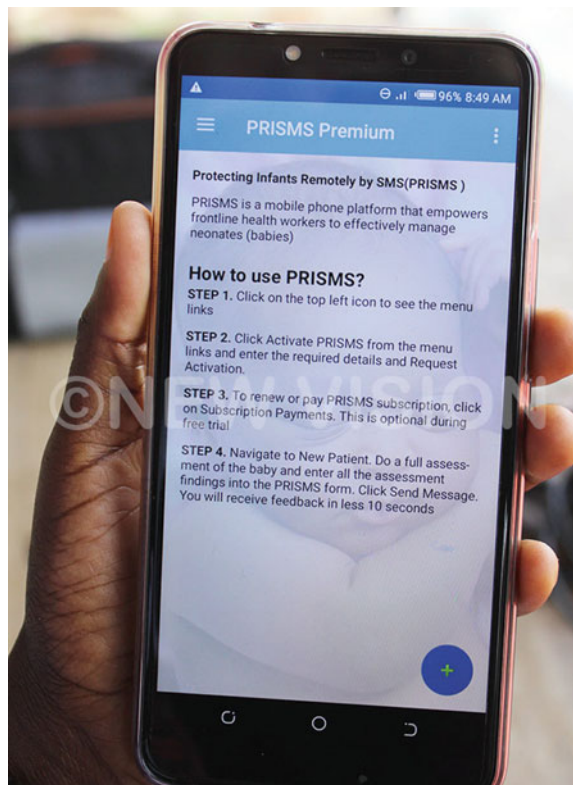 96% 8:49 AM
PRISMS Premium
Protecting Infants Remotely by SMS(PRISMS )
PRISMS is a mobile phone platform that empowers
frontline health workers to effectively manage
neonates (babies)
How to use PRISMS?
STEP 1. Click on the top left icon to see the menu
links
STEP 2. Click Activate PRISMS from the menu
links and enter the required details and Request
Activation.
©NEW VISION
STEP 3. To renew or pay PRISMS subscription, click
on Subscription Payments. This is optional during
free trial
STEP 4. Navigate to New Patient. Do a full assess-
ment of the baby and enter all the assessment
findings into the PRISMS form. Click Send Message.
You will receive feedback in less 10 seconds